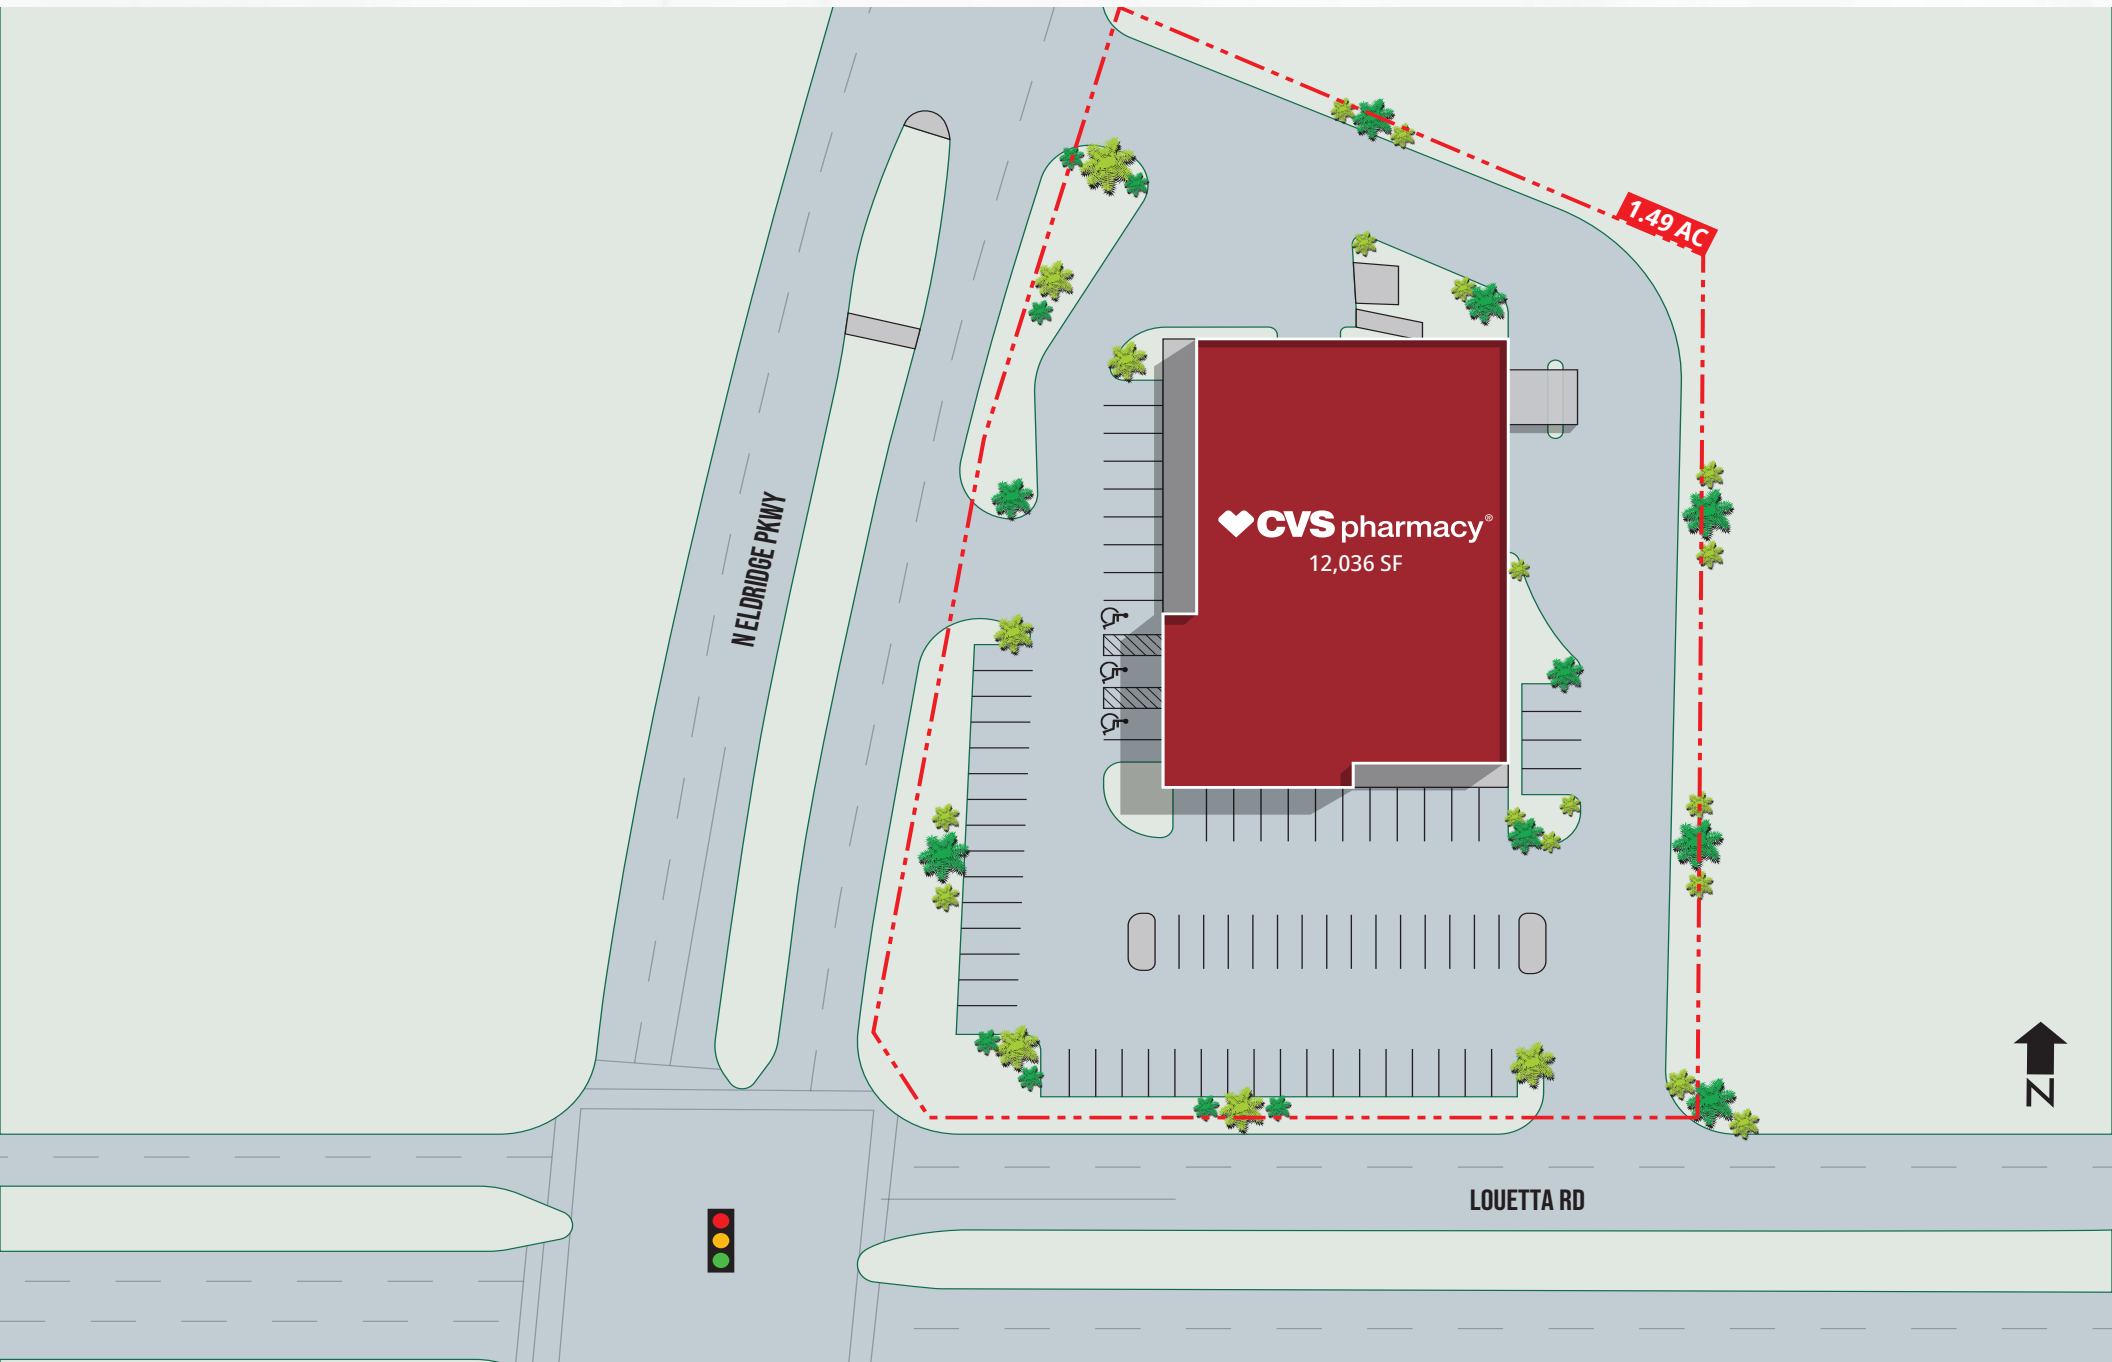 1.49 AC
N ELDRIDGE PKWY
CVS pharmacy®
12,036 SF
LOUETTA RD
N